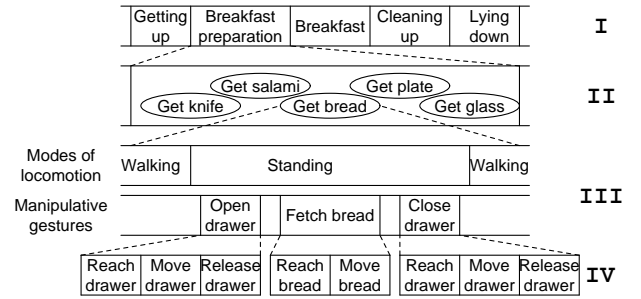 Getting up
Breakfast preparation
Breakfast
Cleaning up
Lying down
I
Get salami
Get plate
Get knife
Get bread
Get glass
II
Modes of locomotion
Walking
Standing
Walking
III
Manipulative gestures
Open drawer
Fetch bread
Close drawer
Reach drawer
Move drawer
Release drawer
Reach bread
Move bread
Reach drawer
Move drawer
Release drawer
IV